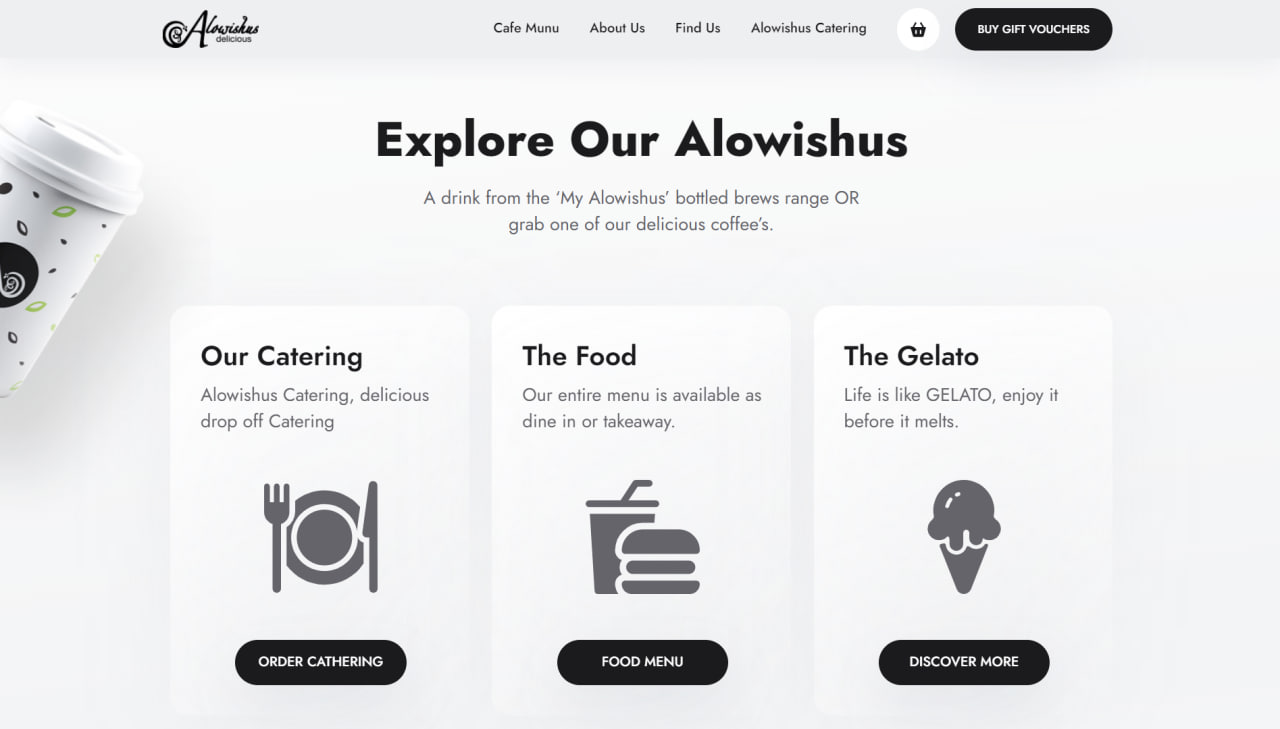 Alowishus
delicious
Cafe Munu
About Us
Find Us
Alowishus Catering
BUY GIFT VOUCHERS
Explore Our Alowishus
A drink from the ‘My Alowishus’ bottled brews range OR
grab one of our delicious coffee’s.
Our Catering
Alowishus Catering, delicious
drop off Catering
ORDER CATHERING
The Food
Our entire menu is available as
dine in or takeaway.
FOOD MENU
The Gelato
Life is like GELATO, enjoy it
before it melts.
DISCOVER MORE